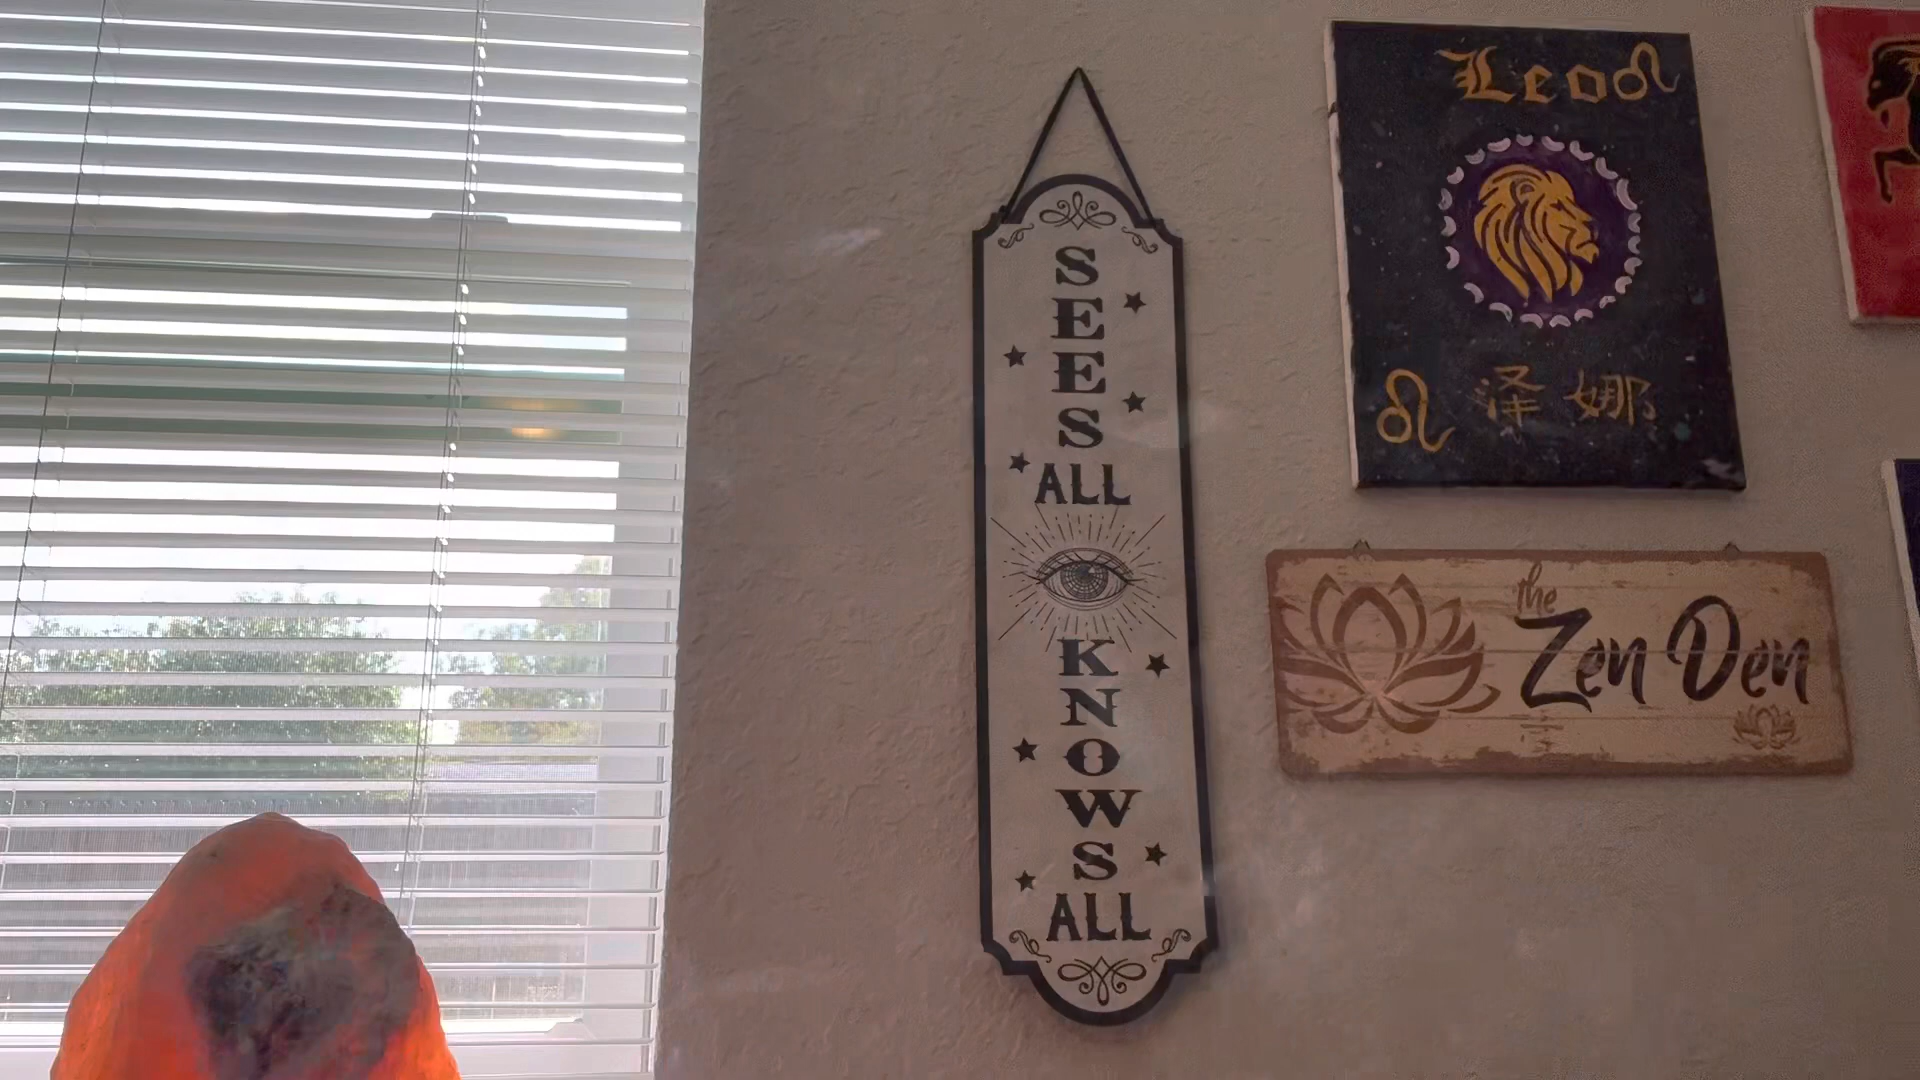 SEES
ALL
KNOWS
ALL
Leo
泽 娜
the
Zen Den